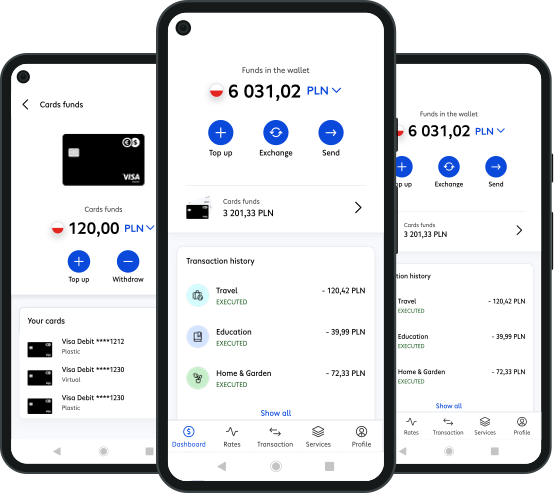 Cards funds
VISA
Cards funds
120,00 PLN
Top up
Withdraw
Your cards
Visa Debit ****1212
Plastic
Visa Debit ****1230
Virtual
Visa Debit ****1230
Plastic
Funds in the wallet
6 031,02 PLN
Top up Exchange Send
Cards funds
3 201,33 PLN
Transaction history
Travel - 120,42 PLN
EXECUTED
Education - 39,99 PLN
EXECUTED
Home & Garden - 72,33 PLN
EXECUTED
Show all
Dashboard Rates Transaction Services Profile
Funds in the wallet
6 031,02 PLN
up Exchange Send
Cards funds
3 201,33 PLN
history
Travel - 120,42 PLN
EXECUTED
Education - 39,99 PLN
EXECUTED
Home & Garden - 72,33 PLN
EXECUTED
Show all
Rates Transaction Services Profile